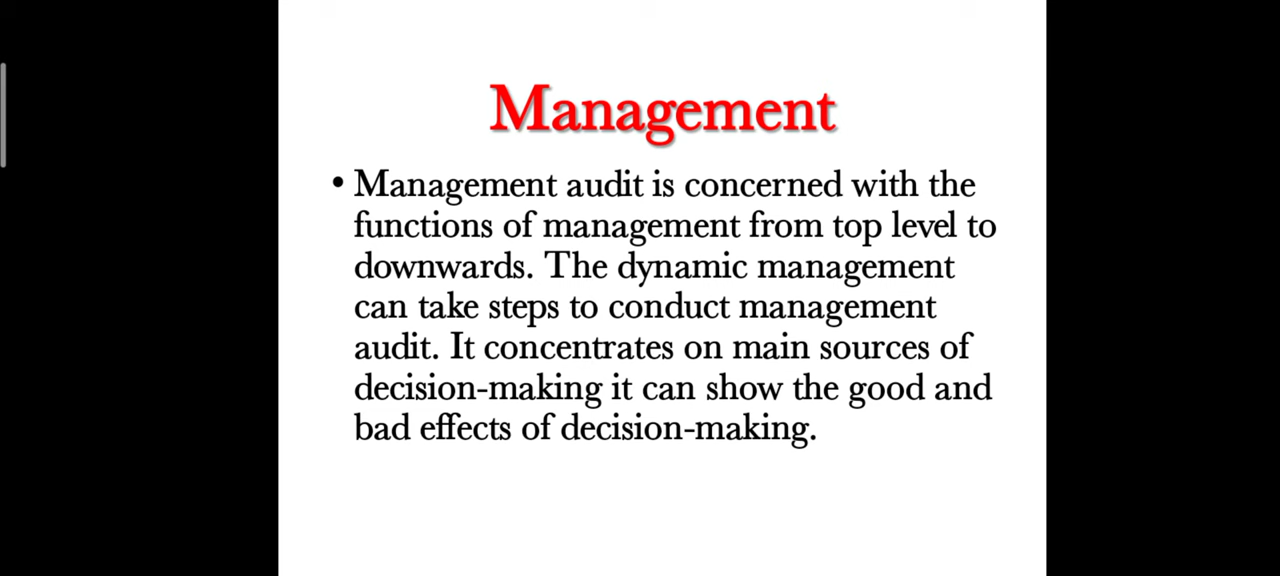 Management
• Management audit is concerned with the
functions of management from top level to
downwards. The dynamic management
can take steps to conduct management
audit. It concentrates on main sources of
decision-making it can show the good and
bad effects of decision-making.